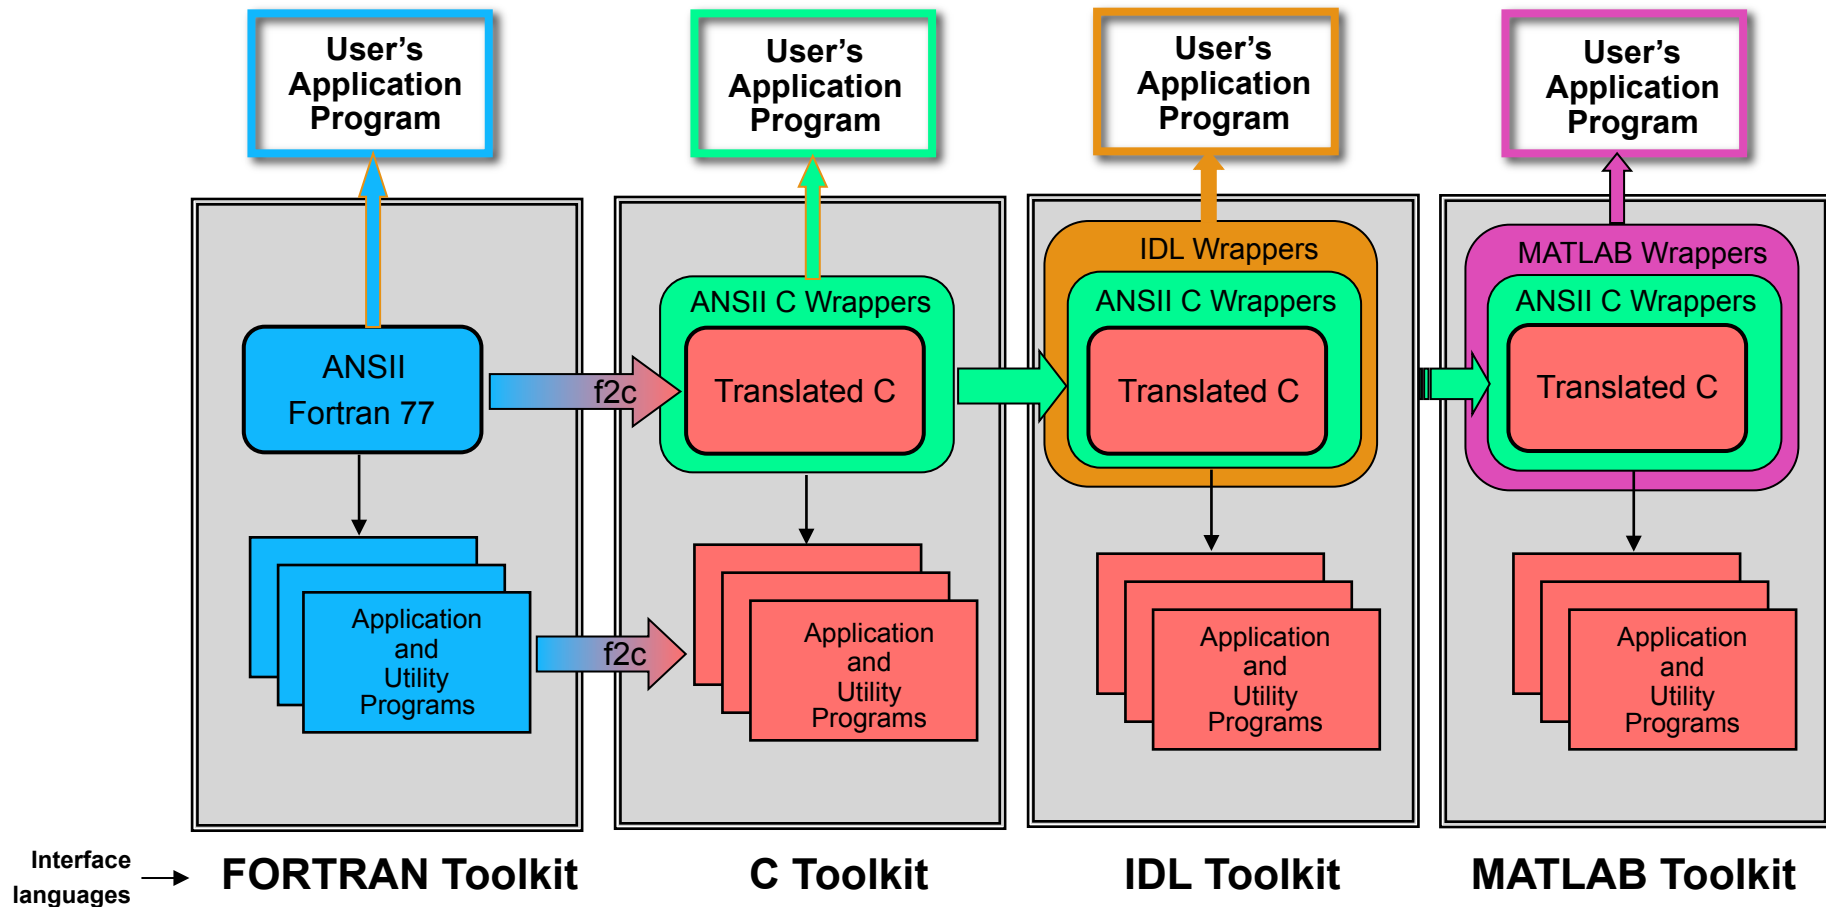 User’s
Application
Program
User’s
Application
Program
User’s
Application
Program
User’s
Application
Program
IDL Wrappers
MATLAB Wrappers
ANSII C Wrappers
ANSII C Wrappers
ANSII C Wrappers
ANSII
Fortran 77
f2c
Translated C
Translated C
Translated C
Application
and
Utility
Programs
f2c
Application
and
Utility
Programs
Application
and
Utility
Programs
Application
and
Utility
Programs
Interface
languages
FORTRAN Toolkit
C Toolkit
IDL Toolkit
MATLAB Toolkit